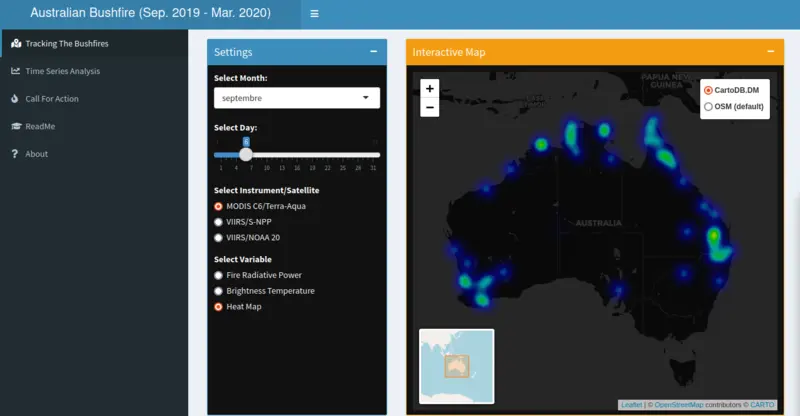 Australian Bushfire (Sep. 2019 - Mar. 2020)
Tracking The Bushfires
Time Series Analysis
Call For Action
ReadMe
? About
Settings
Select Month:
septembre
Select Day:
6
1 4 7 10 13 16 19 22 25 28 31
Select Instrument/Satellite
MODIS C6/Terra-Aqua
VIIRS/S-NPP
VIIRS/NOAA 20
Select Variable
Fire Radiative Power
Brightness Temperature
Heat Map
Interactive Map
+
−
CartoDB.DM
OSM (default)
PAPUA NEW
GUINEA
AUSTRALIA
Leaflet | © OpenStreetMap contributors © CARTO